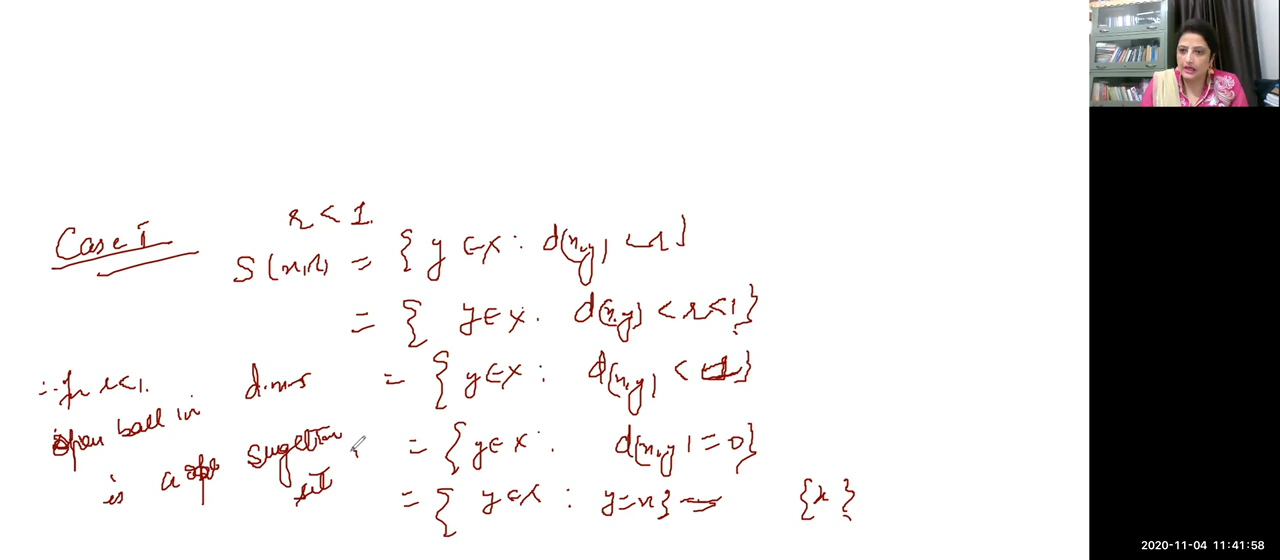 Case I
r < 1.
S(x,r) = { y ∈ X : d(x,y) < r }
= { y ∈ X . d(x,y) < r < 1 }
= { y ∈ X : d(x,y) < 1 }
= { y ∈ X : d(x,y) = 0 }
= { y ∈ X : y = x } = {x}
∴ for r < 1.
open ball in d.m.s
is a singleton
set
2020-11-04 11:41:58